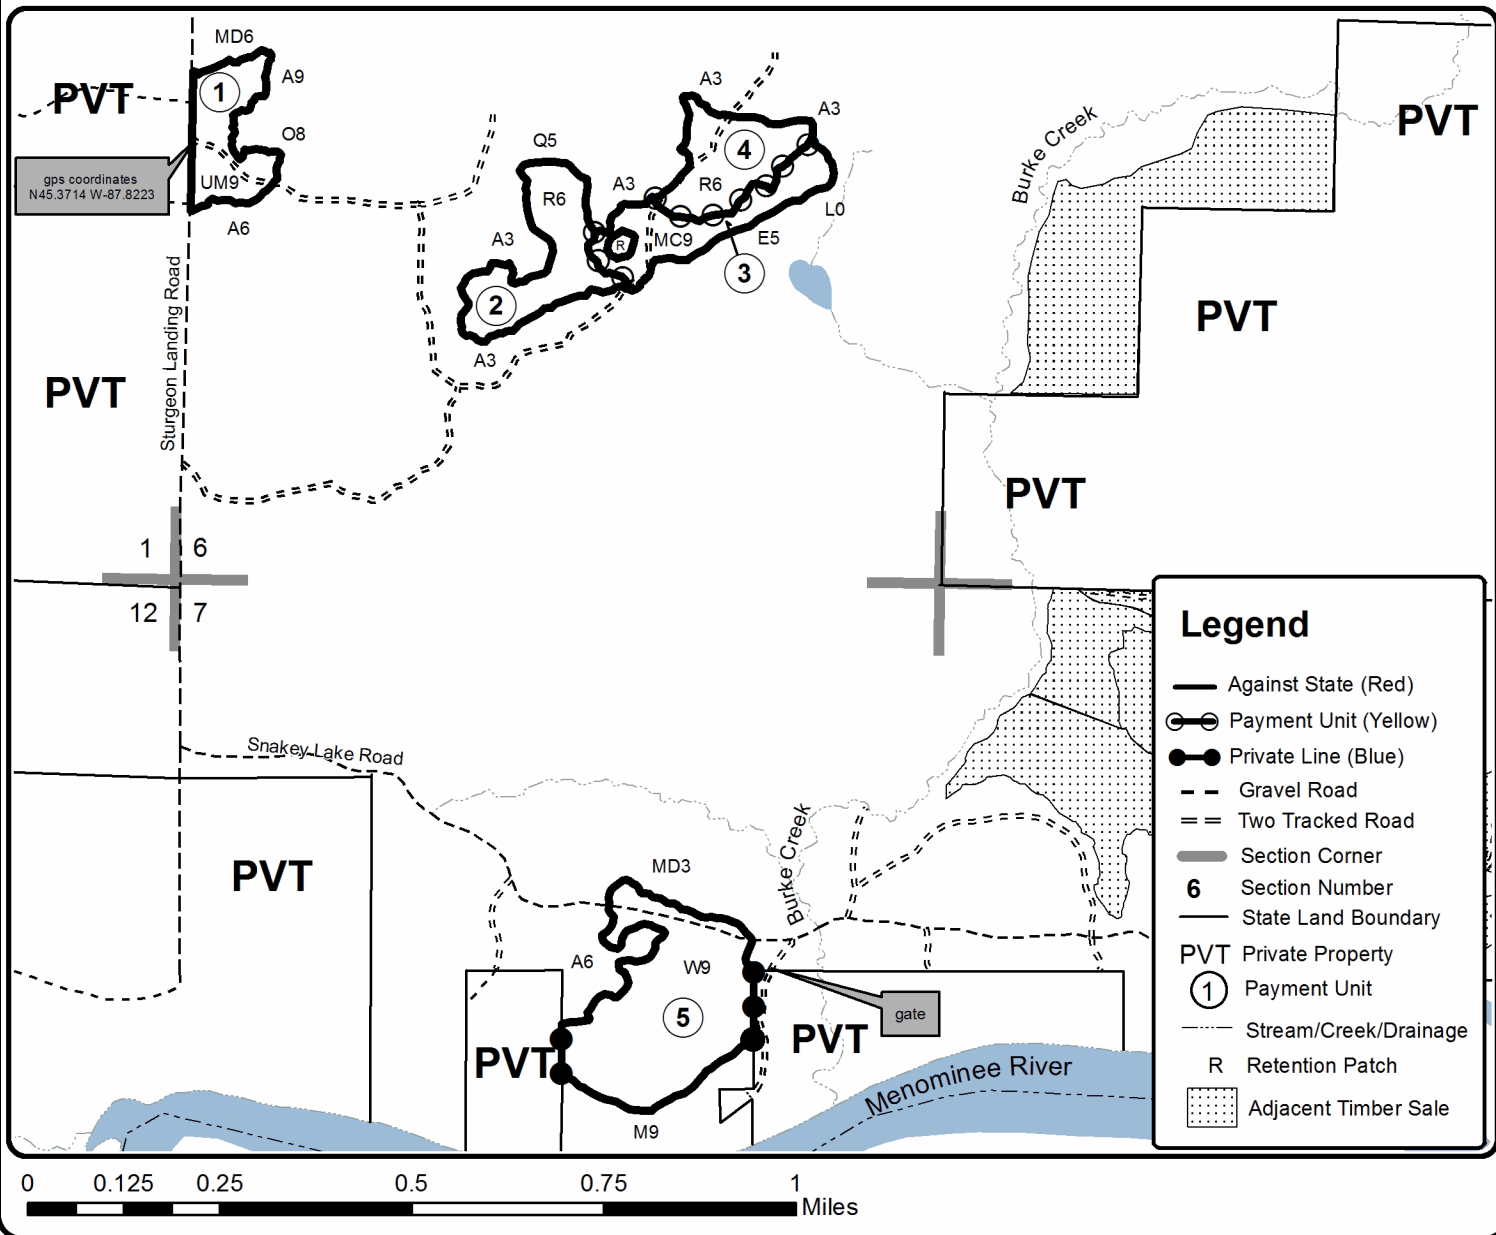 MD6
A9
PVT
1
O8
gps coordinates
N45.3714 W-87.8223
UM9
A6
Sturgeon Landing Road
PVT
A3
A3
4
Q5
A3
R6
R6
L0
A3
R
MC9
E5
3
2
A3
Burke Creek
PVT
PVT
PVT
1
6
12
7
Snakey Lake Road
PVT
Burke Creek
MD3
A6
W9
5
gate
PVT
PVT
Menominee River
M9
Legend
Against State (Red)
Payment Unit (Yellow)
Private Line (Blue)
Gravel Road
Two Tracked Road
Section Corner
6 Section Number
State Land Boundary
PVT Private Property
1 Payment Unit
Stream/Creek/Drainage
R Retention Patch
Adjacent Timber Sale
0 0.125 0.25 0.5 0.75 1
Miles